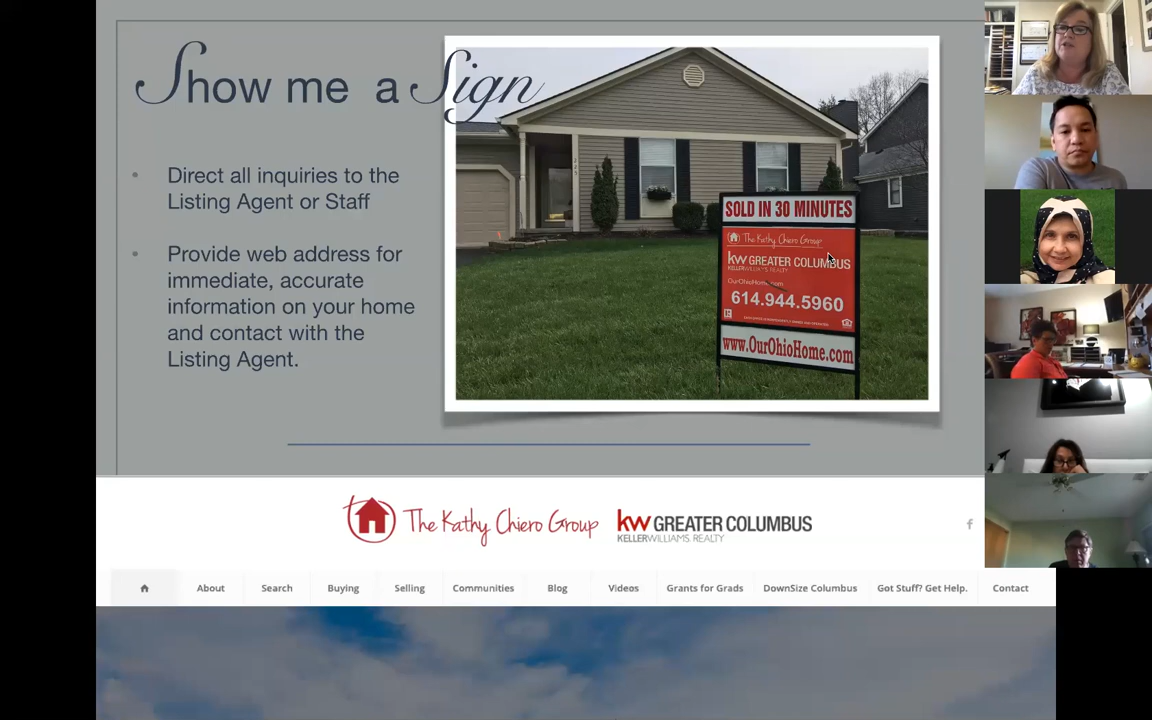 Show me a Sign
• Direct all inquiries to the
Listing Agent or Staff
• Provide web address for
immediate, accurate
information on your home
and contact with the
Listing Agent.
225
SOLD IN 30 MINUTES
The Kathy Chiero Group
kw GREATER COLUMBUS
KELLERWILLIAMS REALTY
OurOhioHome.com
614.944.5960
www.OurOhioHome.com
The Kathy Chiero Group
kw GREATER COLUMBUS
KELLERWILLIAMS REALTY
f
About Search Buying Selling Communities Blog Videos Grants for Grads DownSize Columbus Got Stuff? Get Help. Contact